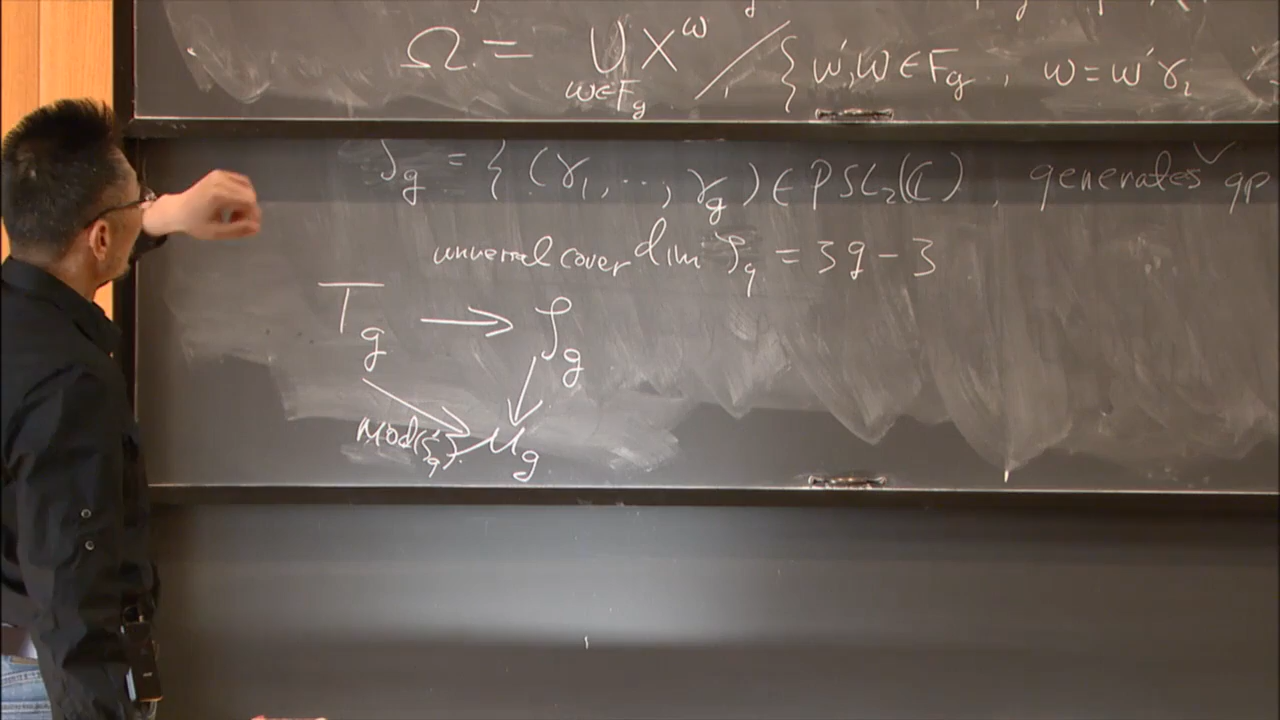 Ω = ∪ X^ω / { ω', ω ∈ F_g , ω = ω' γ_i
ω∈F_g
𝒮_g = { (γ_1, .., γ_g) ∈ PSL_2(ℂ) , generates gp
universal cover dim 𝒮_g = 3g - 3
T_g → 𝒮_g
Mod(S_g) M_g